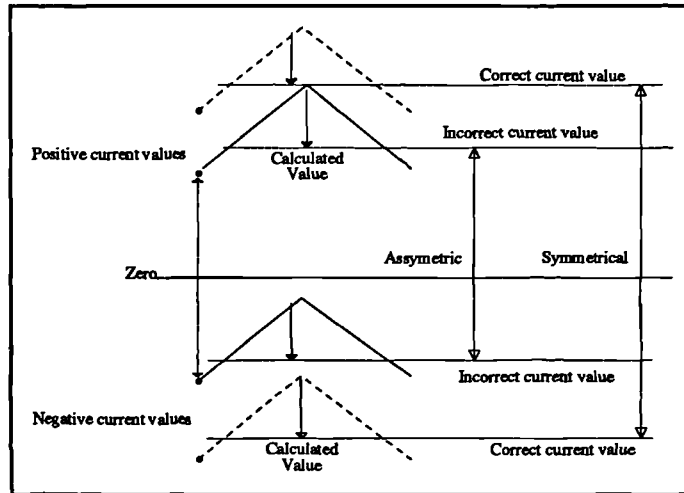 Correct current value
Incorrect current value
Positive current values
Calculated
Value
Assymetric
Symmetrical
Zero
Incorrect current value
Negative current values
Calculated
Value
Correct current value